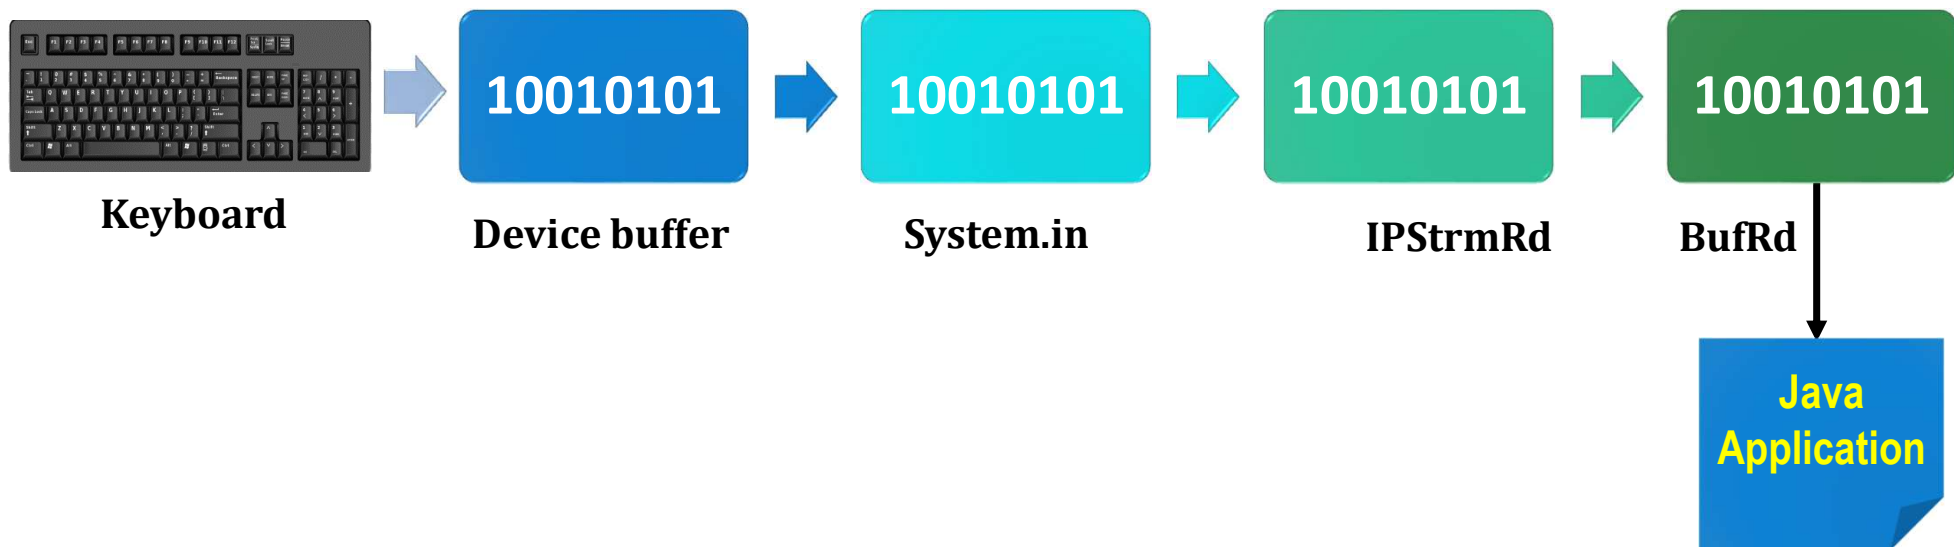 10010101
10010101
10010101
10010101
Keyboard
Device buffer
System.in
IPStrmRd
BufRd
Java
Application